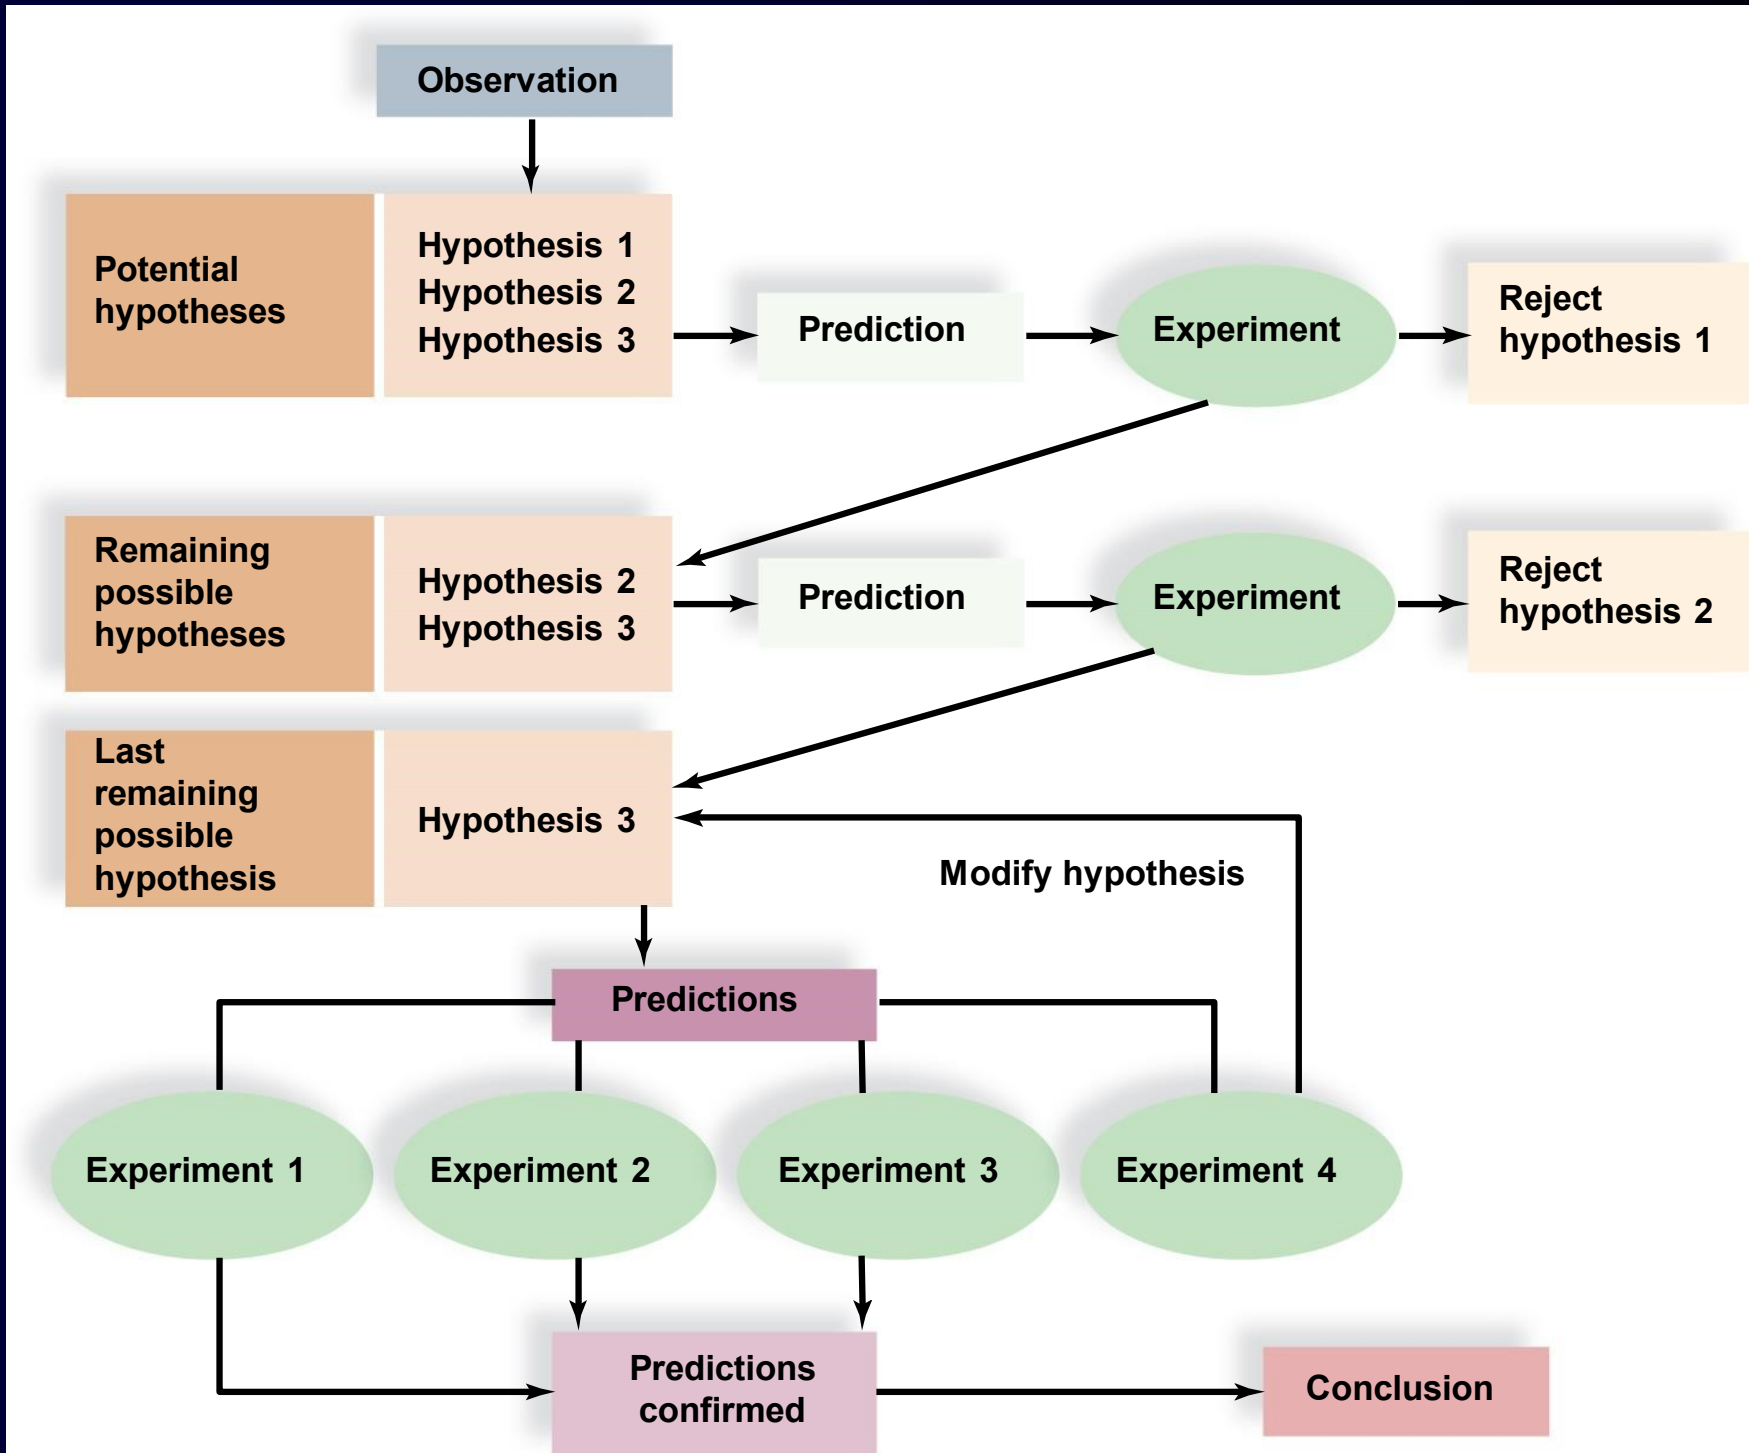 Observation
Potential
hypotheses
Hypothesis 1
Hypothesis 2
Hypothesis 3
Prediction
Experiment
Reject
hypothesis 1
Remaining
possible
hypotheses
Hypothesis 2
Hypothesis 3
Prediction
Experiment
Reject
hypothesis 2
Last
remaining
possible
hypothesis
Hypothesis 3
Modify hypothesis
Predictions
Experiment 1
Experiment 2
Experiment 3
Experiment 4
Predictions
confirmed
Conclusion